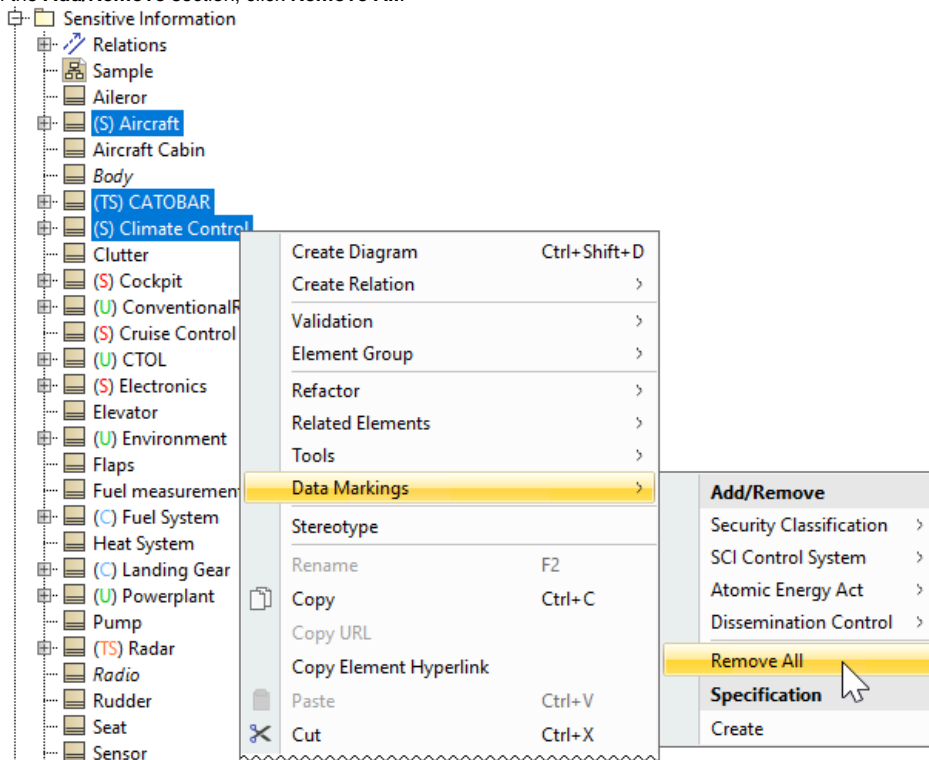 Sensitive Information
Relations
Sample
Aileror
(S) Aircraft
Aircraft Cabin
Body
(TS) CATOBAR
(S) Climate Control
Clutter
(S) Cockpit
(U) ConventionalR
(S) Cruise Control
(U) CTOL
(S) Electronics
Elevator
(U) Environment
Flaps
Fuel measuremen
(C) Fuel System
Heat System
(C) Landing Gear
(U) Powerplant
Pump
(TS) Radar
Radio
Rudder
Seat
Sensor
Create Diagram Ctrl+Shift+D
Create Relation
Validation
Element Group
Refactor
Related Elements
Tools
Data Markings
Stereotype
Rename F2
Copy Ctrl+C
Copy URL
Copy Element Hyperlink
Paste Ctrl+V
Cut Ctrl+X
Add/Remove
Security Classification
SCI Control System
Atomic Energy Act
Dissemination Control
Remove All
Specification
Create